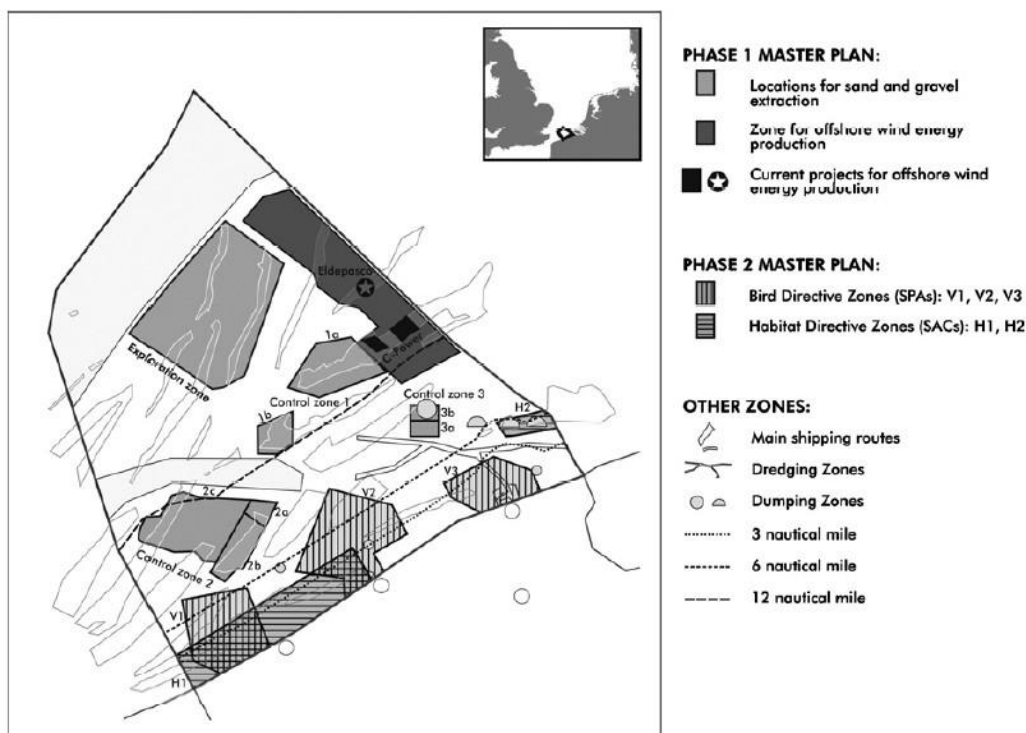 Eldepasco
C-Power
1a
Exploration zone
Control zone 1
1b
Control zone 3
3b
3a
H2
V3
V2
2c
2a
2b
Control zone 2
V1
H1
PHASE 1 MASTER PLAN:
Locations for sand and gravel
extraction
Zone for offshore wind energy
production
Current projects for offshore wind
energy production
PHASE 2 MASTER PLAN:
Bird Directive Zones (SPAs): V1, V2, V3
Habitat Directive Zones (SACs): H1, H2
OTHER ZONES:
Main shipping routes
Dredging Zones
Dumping Zones
3 nautical mile
6 nautical mile
12 nautical mile